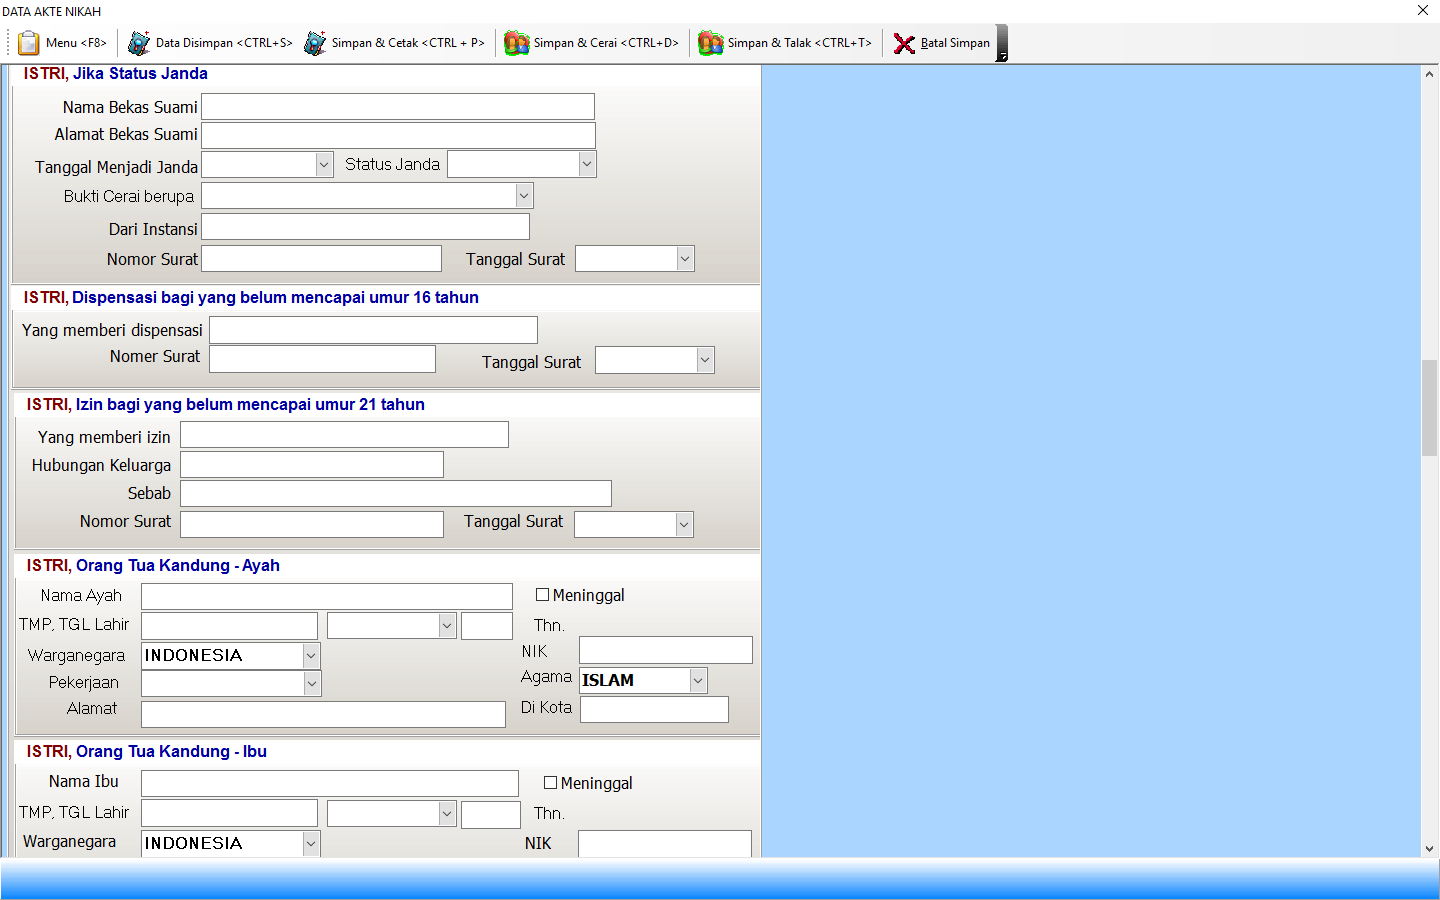 DATA AKTE NIKAH
Menu <F8> Data Disimpan <CTRL+S> Simpan & Cetak <CTRL + P> Simpan & Cerai <CTRL+D> Simpan & Talak <CTRL+T> Batal Simpan
ISTRI, Jika Status Janda
Nama Bekas Suami
Alamat Bekas Suami
Tanggal Menjadi Janda Status Janda
Bukti Cerai berupa
Dari Instansi
Nomor Surat Tanggal Surat
ISTRI, Dispensasi bagi yang belum mencapai umur 16 tahun
Yang memberi dispensasi
Nomer Surat Tanggal Surat
ISTRI, Izin bagi yang belum mencapai umur 21 tahun
Yang memberi izin
Hubungan Keluarga
Sebab
Nomor Surat Tanggal Surat
ISTRI, Orang Tua Kandung - Ayah
Nama Ayah Meninggal
TMP, TGL Lahir Thn.
Warganegara INDONESIA NIK
Pekerjaan Agama ISLAM
Alamat Di Kota
ISTRI, Orang Tua Kandung - Ibu
Nama Ibu Meninggal
TMP, TGL Lahir Thn.
Warganegara INDONESIA NIK